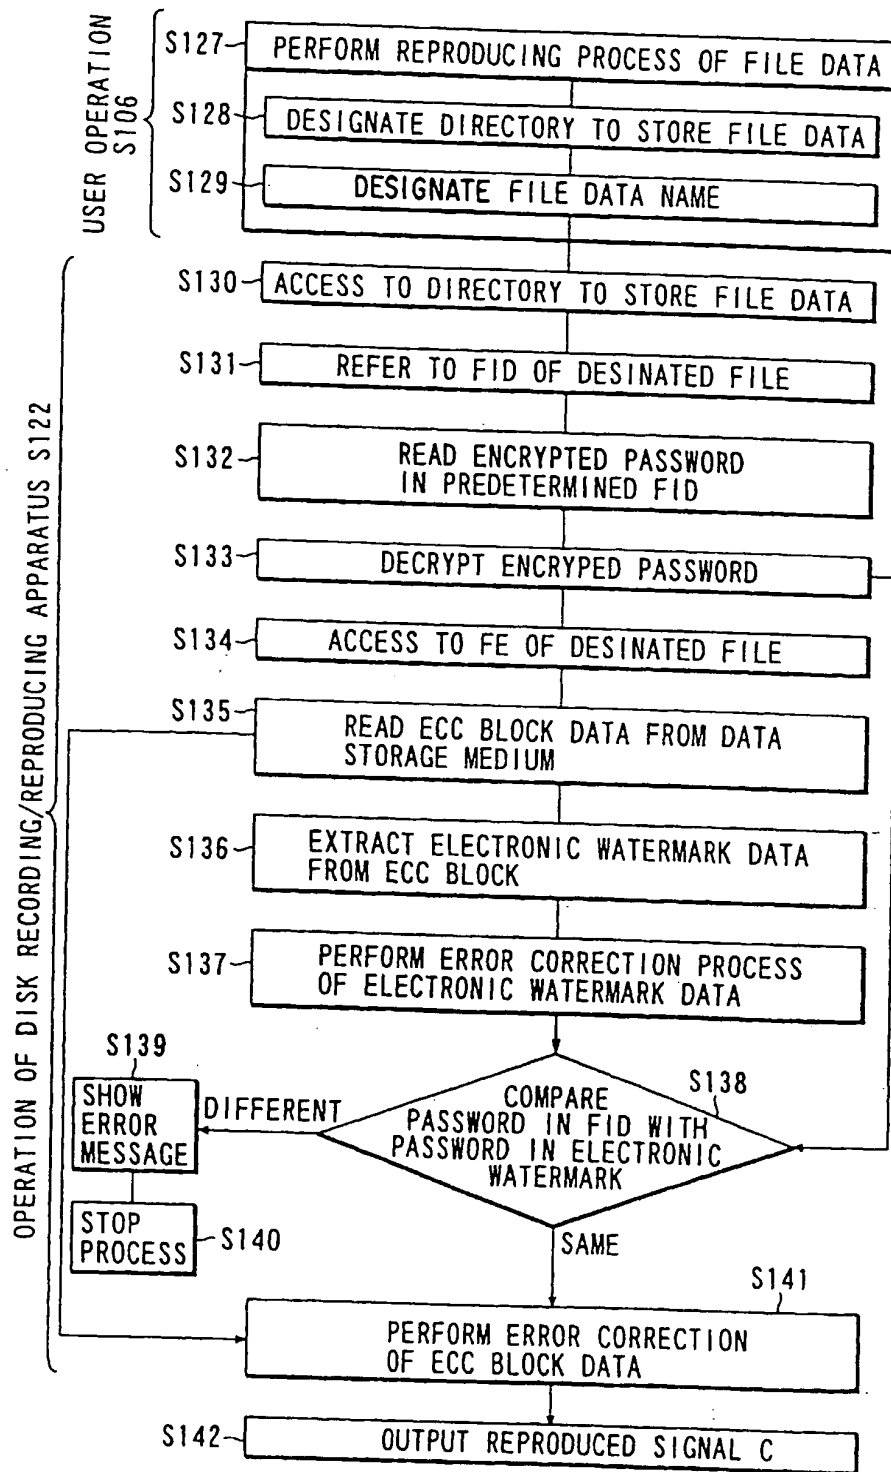 USER OPERATION
S106
S127
PERFORM REPRODUCING PROCESS OF FILE DATA
S128
DESIGNATE DIRECTORY TO STORE FILE DATA
S129
DESIGNATE FILE DATA NAME
OPERATION OF DISK RECORDING/REPRODUCING APPARATUS S122
S130
ACCESS TO DIRECTORY TO STORE FILE DATA
S131
REFER TO FID OF DESINATED FILE
S132
READ ENCRYPTED PASSWORD
IN PREDETERMINED FID
S133
DECRYPT ENCRYPED PASSWORD
S134
ACCESS TO FE OF DESINATED FILE
S135
READ ECC BLOCK DATA FROM DATA
STORAGE MEDIUM
S136
EXTRACT ELECTRONIC WATERMARK DATA
FROM ECC BLOCK
S137
PERFORM ERROR CORRECTION PROCESS
OF ELECTRONIC WATERMARK DATA
S138
COMPARE
PASSWORD IN FID WITH
PASSWORD IN ELECTRONIC
WATERMARK
DIFFERENT
S139
SHOW
ERROR
MESSAGE
STOP
PROCESS
S140
SAME
S141
PERFORM ERROR CORRECTION
OF ECC BLOCK DATA
S142
OUTPUT REPRODUCED SIGNAL C